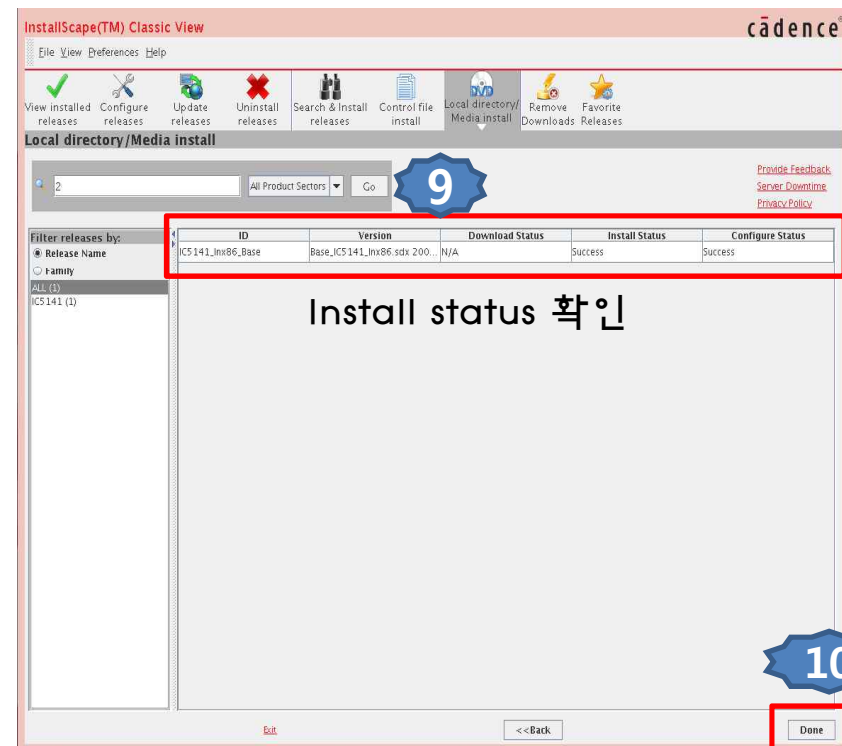 InstallScape(TM) Classic View
cādence®
File View Preferences Help
View installed releases
Configure releases
Update releases
Uninstall releases
Search & Install releases
Control file install
Local directory/ Media install
Remove Downloads
Favorite Releases
Local directory/Media install
2
All Product Sectors
Go
9
Provide Feedback
Server Downtime
Privacy Policy
Filter releases by:
Release Name
Family
ALL (1)
IC5141 (1)
ID Version Download Status Install Status Configure Status
IC5141_lnx86_Base Base_IC5141_lnx86.sdx 200... N/A Success Success
Install status 확인
10
Exit
<<Back
Done